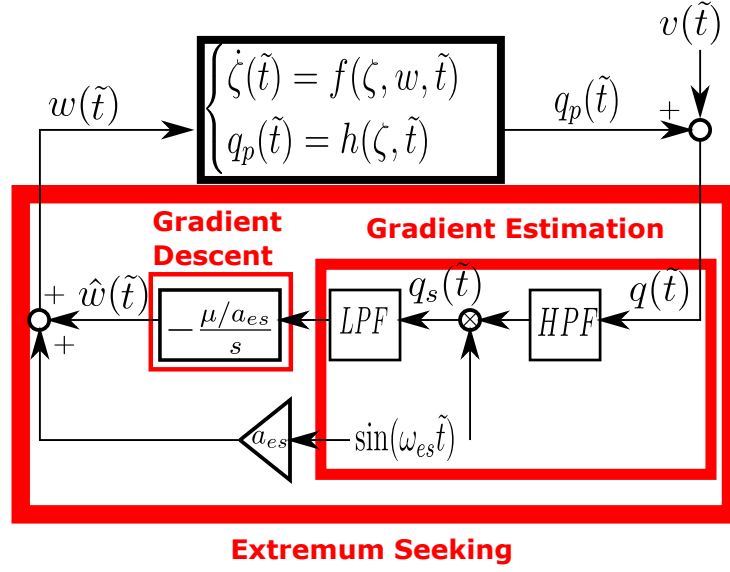 v(t̃)
ζ̇(t̃) = f(ζ, w, t̃)
w(t̃)
q_p(t̃)
+
q_p(t̃) = h(ζ, t̃)
Gradient
Descent
Gradient Estimation
+
ŵ(t̃)
q_s(t̃)
q(t̃)
− μ/a_es / s
LPF
⊗
HPF
+
a_es
sin(ω_es t̃)
Extremum Seeking